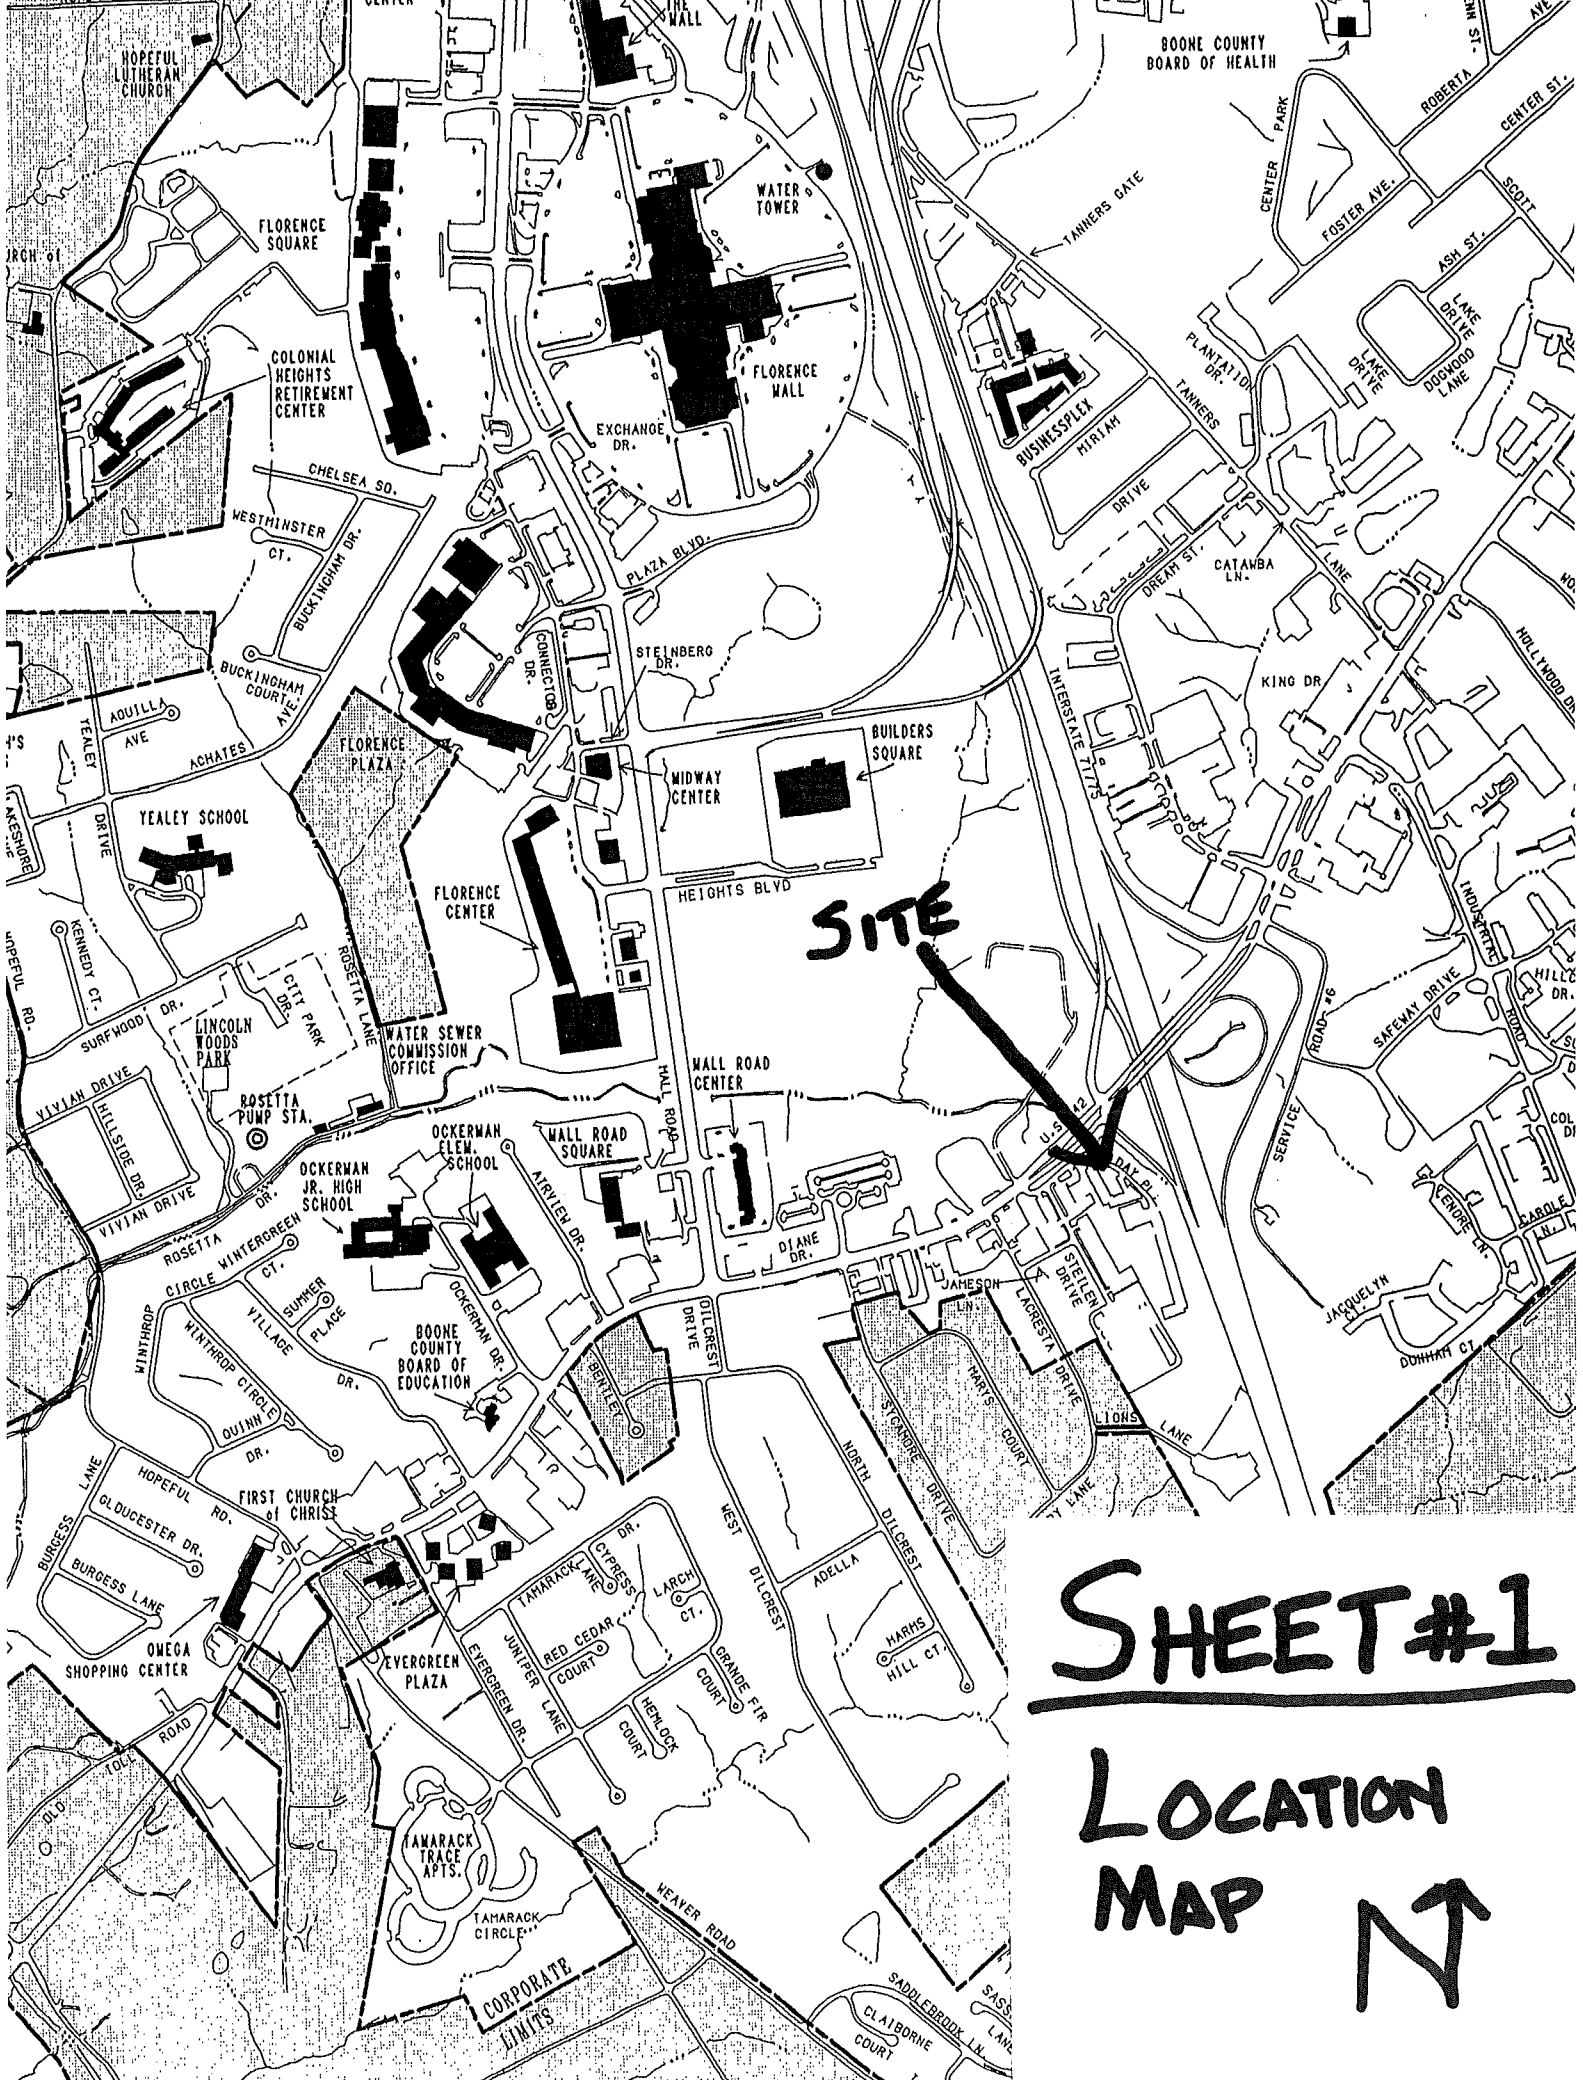 CENTER
THE
MALL
BOONE COUNTY
BOARD OF HEALTH
AVE
HOPEFUL
LUTHERAN
CHURCH
ROBERTA
CENTER ST.
CENTER PARK
WATER
TOWER
TANNERS GATE
FOSTER AVE.
SCOTT
ASH ST.
FLORENCE
SQUARE
LAKE
DRIVE
LAKE
DRIVE
DOGWOOD
LANE
PLANTATION
DR.
COLONIAL
HEIGHTS
RETIREMENT
CENTER
FLORENCE
MALL
TANNERS
EXCHANGE
DR.
BUSINESSPLEX
MIRIAM
DRIVE
CHELSEA SQ.
WESTMINSTER
CT.
BUCKINGHAM DR.
PLAZA BLVD.
DREAM ST.
CATAWBA
LN.
LANE
HOLLYWOOD DR
BUCKINGHAM
COURT
AVE.
CONNECTOR
DR.
STEINBERG
DR.
INTERSTATE 71/75
KING DR
AQUILLA
AVE
YEALEY
DRIVE
ACHATES
FLORENCE
PLAZA
BUILDERS
SQUARE
MIDWAY
CENTER
YEALEY SCHOOL
FLORENCE
CENTER
HEIGHTS BLVD
SITE
INDUSTRIAL
ROAD
KENNEDY CT.
HOPEFUL RD.
SURFWOOD DR.
CITY PARK
DR.
ROSETTA LANE
LINCOLN
WOODS
PARK
WATER SEWER
COMMISSION
OFFICE
SERVICE ROAD #6
SAFEWAY DRIVE
MALL ROAD
MALL ROAD
CENTER
VIVIAN DRIVE
HILLSIDE DR.
VIVIAN DRIVE
ROSETTA
PUMP STA.
OCKERMAN
ELEM.
SCHOOL
MALL ROAD
SQUARE
U.S. 42
DAY PL.
OCKERMAN
JR. HIGH
SCHOOL
AIRVIEW DR.
ROSETTA DR.
DIANE
DR.
JAMESON
LN.
STEILEN
DRIVE
LACRESTA DRIVE
LENORE LN.
CAROLE
LN.
JACQUELYN
DUNHAM CT.
CIRCLE
WINTERGREEN
CT.
SUMMER
PLACE
VILLAGE
DR.
WINTHROP
WINTHROP CIRCLE
QUINN
DR.
OCKERMAN DR.
BOONE
COUNTY
BOARD OF
EDUCATION
BENTLEY
DILCREST
DRIVE
SYCAMORE DRIVE
MARYS
COURT
LIONS
LANE
LANE
HOPEFUL
RD.
BURGESS
LANE
GLOUCESTER DR.
BURGESS LANE
FIRST CHURCH
of CHRIST
NORTH
DILCREST
WEST
DILCREST
ADELLA
HARMS
HILL CT.
TAMARACK
DR.
CYPRESS
LANE
LARCH
CT.
JUNIPER LANE
RED CEDAR
COURT
GRANDE FIR
COURT
HEMLOCK
COURT
OMEGA
SHOPPING CENTER
EVERGREEN
PLAZA
EVERGREEN DR.
OLD TOLL ROAD
TAMARACK
TRACE
APTS.
TAMARACK
CIRCLE
WEAVER ROAD
CORPORATE
LIMITS
SADDLEBROOK LN.
CLAIBORNE
COURT
SHEET #1
LOCATION
MAP
N